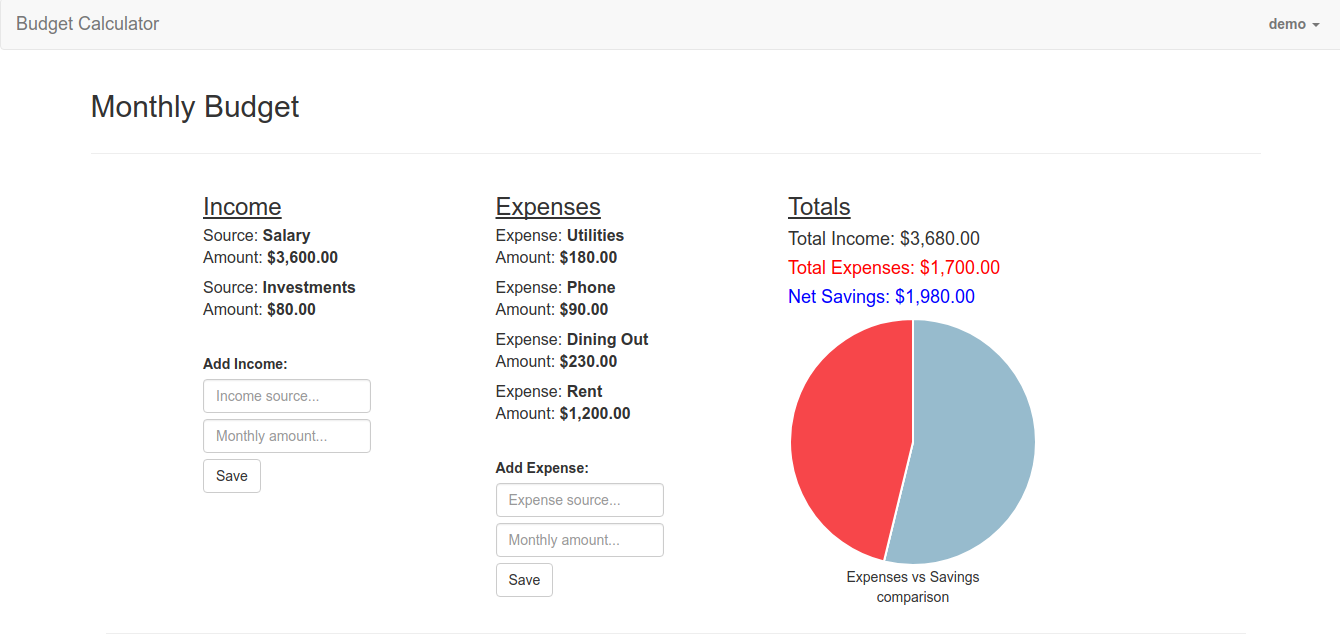 Budget Calculator
demo
Monthly Budget
Income
Source: Salary
Amount: $3,600.00
Source: Investments
Amount: $80.00
Add Income:
Income source...
Monthly amount...
Save
Expenses
Expense: Utilities
Amount: $180.00
Expense: Phone
Amount: $90.00
Expense: Dining Out
Amount: $230.00
Expense: Rent
Amount: $1,200.00
Add Expense:
Expense source...
Monthly amount...
Save
Totals
Total Income: $3,680.00
Total Expenses: $1,700.00
Net Savings: $1,980.00
Expenses vs Savings
comparison